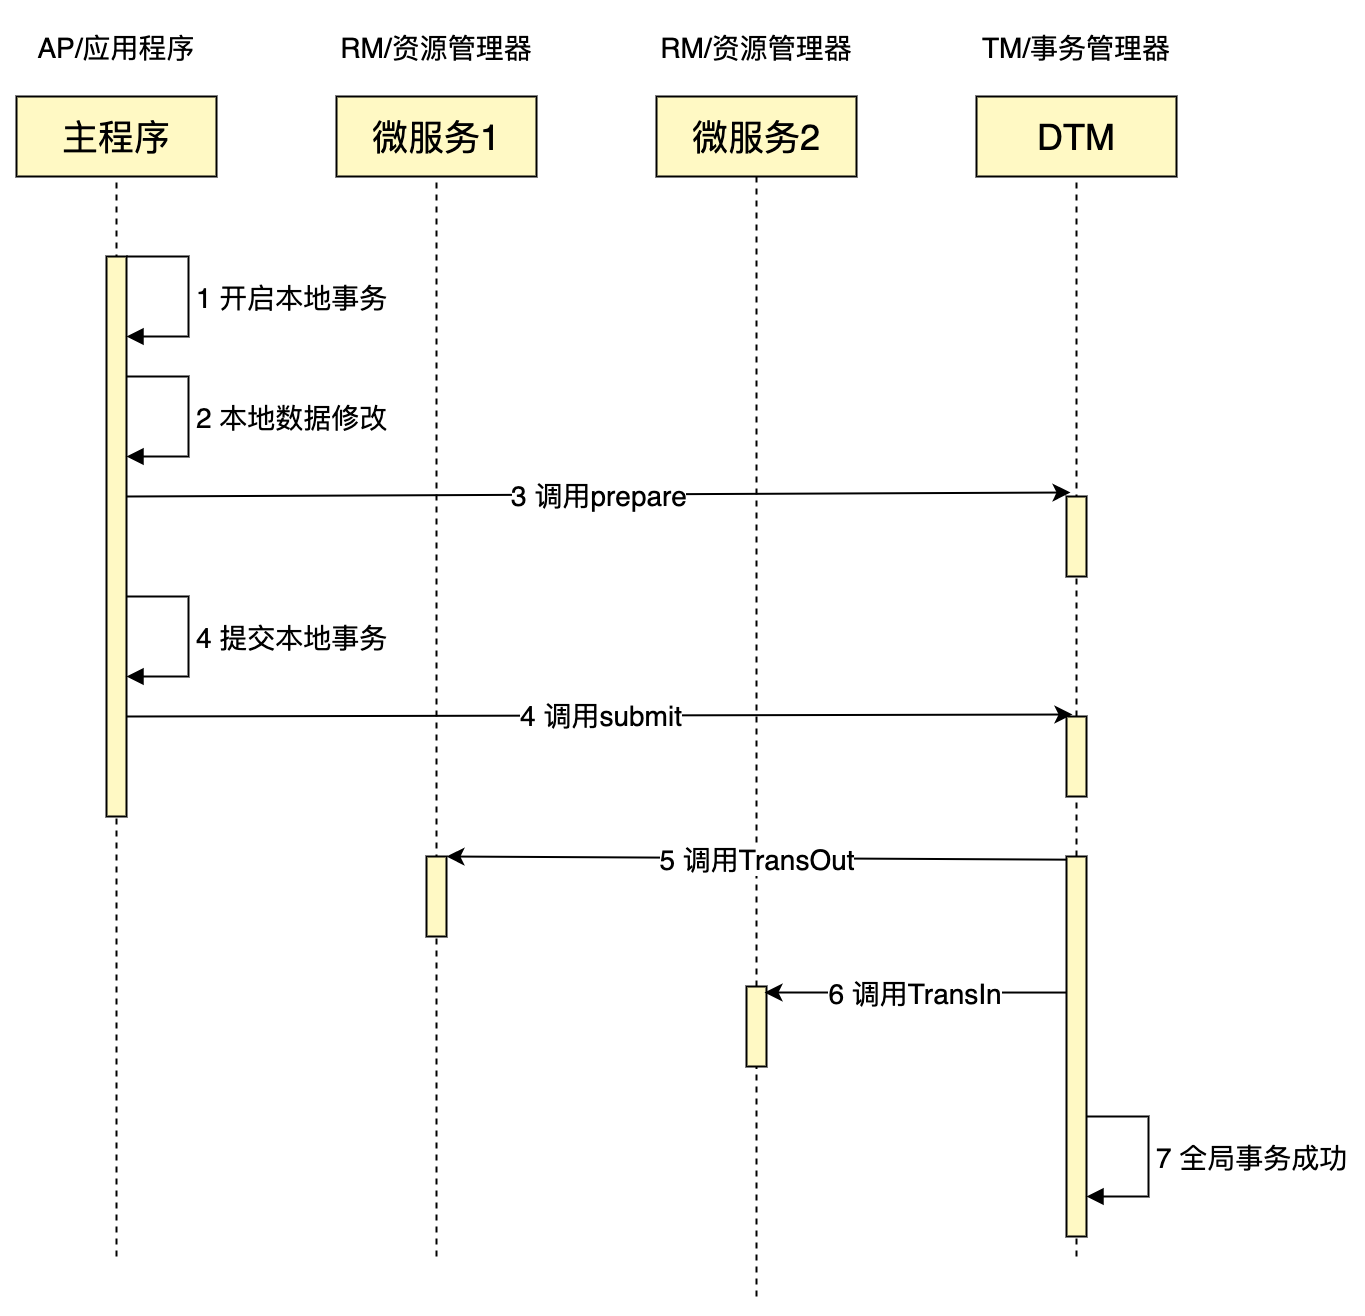 AP/应用程序
RM/资源管理器
RM/资源管理器
TM/事务管理器
主程序
微服务1
微服务2
DTM
1 开启本地事务
2 本地数据修改
3 调用prepare
4 提交本地事务
4 调用submit
5 调用TransOut
6 调用TransIn
7 全局事务成功